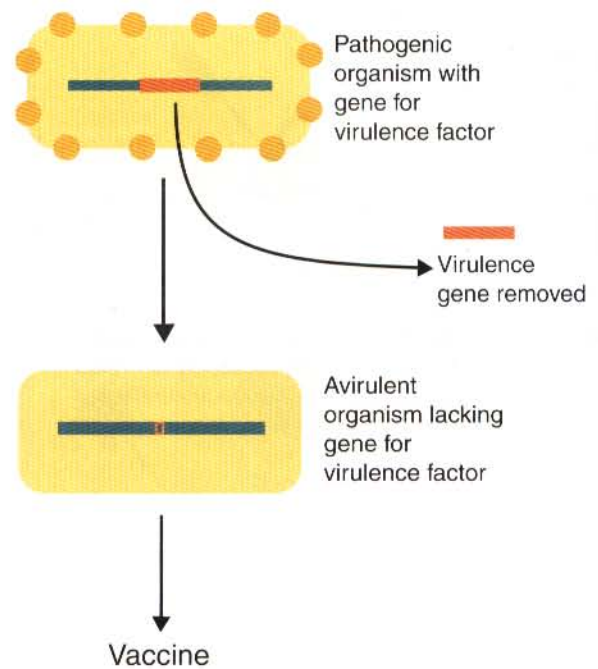 Pathogenic
organism with
gene for
virulence factor
Virulence
gene removed
Avirulent
organism lacking
gene for
virulence factor
Vaccine